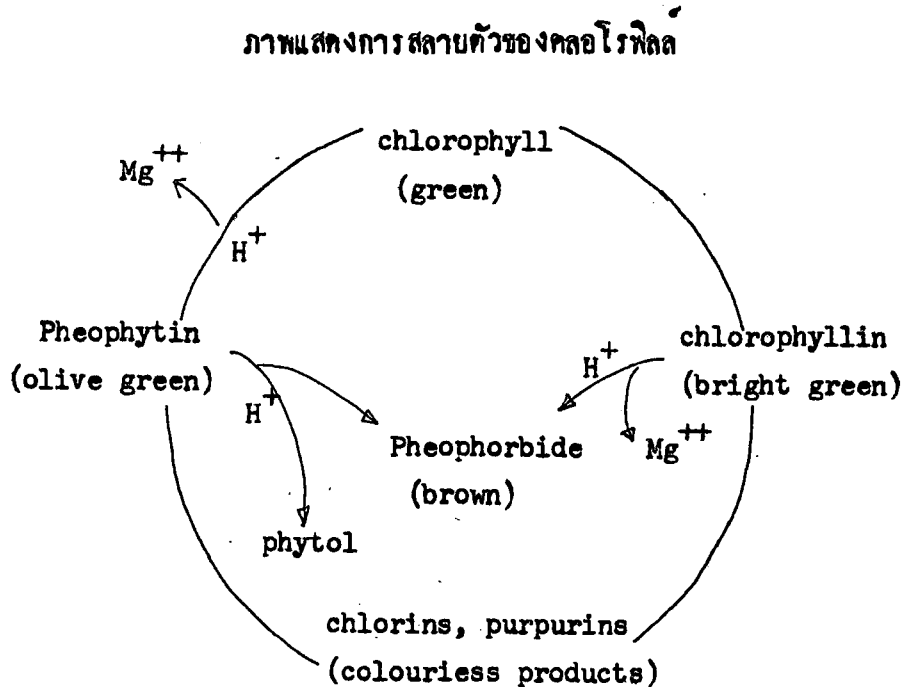 ภาพแสดงการสลายตัวของคลอโรฟิลล์
chlorophyll
(green)
Mg++
H+
Pheophytin
(olive green)
H+
chlorophyllin
(bright green)
H+
Mg++
Pheophorbide
(brown)
phytol
chlorins, purpurins
(colouriess products)